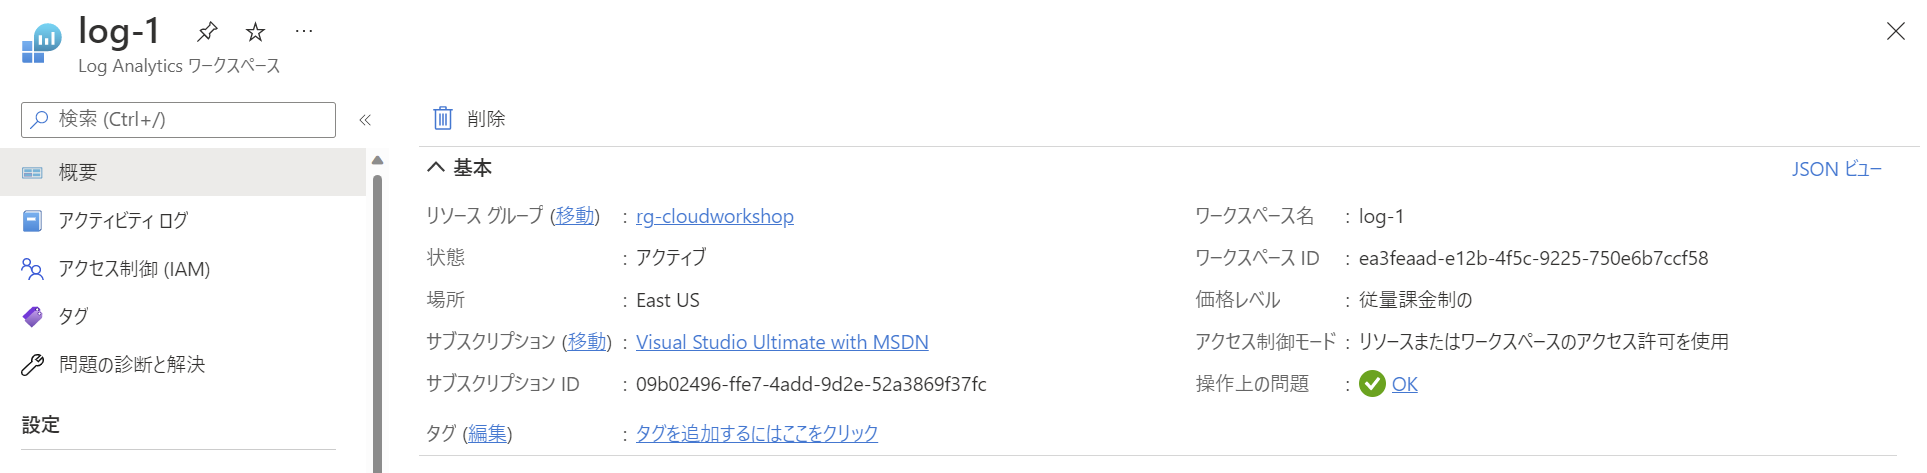 log-1
Log Analytics ワークスペース
検索 (Ctrl+/)
概要
アクティビティ ログ
アクセス制御 (IAM)
タグ
問題の診断と解決
設定
削除
基本
JSON ビュー
リソース グループ (移動) : rg-cloudworkshop
状態 : アクティブ
場所 : East US
サブスクリプション (移動) : Visual Studio Ultimate with MSDN
サブスクリプション ID : 09b02496-ffe7-4add-9d2e-52a3869f37fc
タグ (編集) : タグを追加するにはここをクリック
ワークスペース名 : log-1
ワークスペース ID : ea3feaad-e12b-4f5c-9225-750e6b7ccf58
価格レベル : 従量課金制の
アクセス制御モード : リソースまたはワークスペースのアクセス許可を使用
操作上の問題 : OK